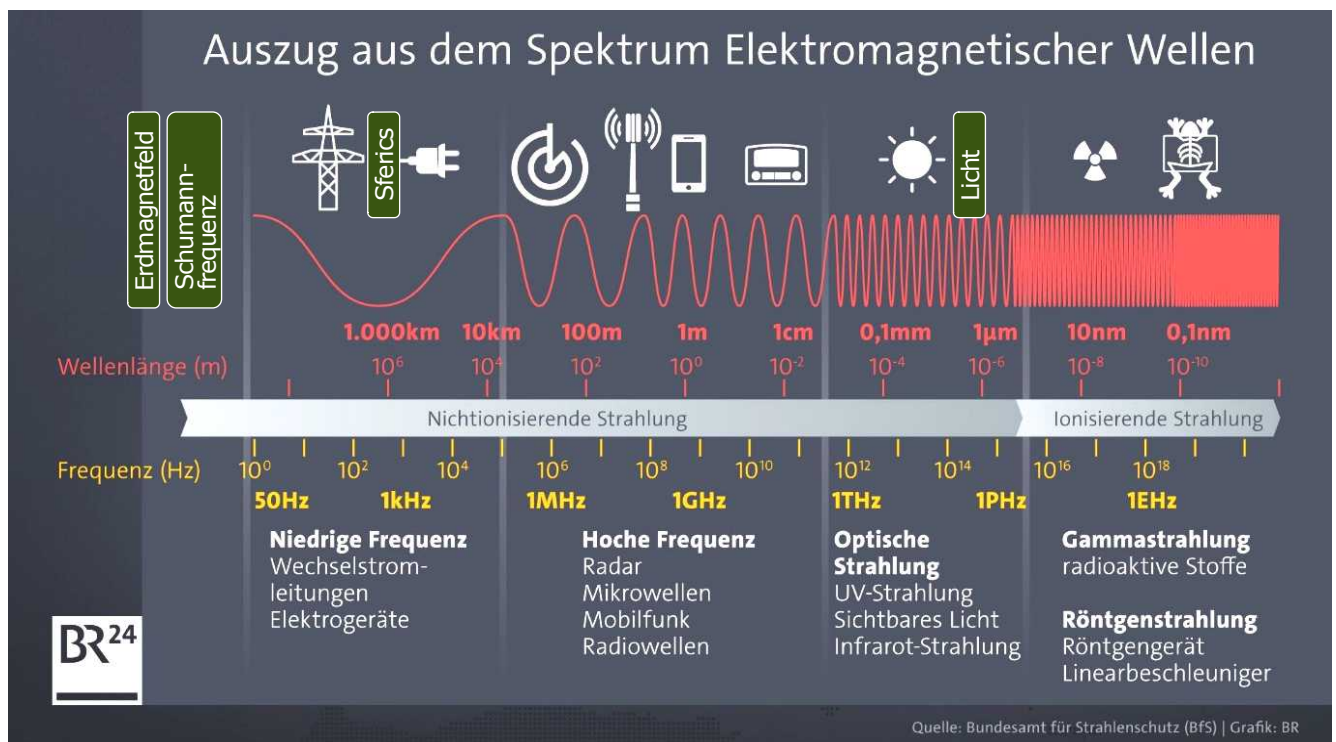 Auszug aus dem Spektrum Elektromagnetischer Wellen
Erdmagnetfeld
Schumann-
frequenz
Sferics
Licht
1.000km 10km 100m 1m 1cm 0,1mm 1µm 10nm 0,1nm
Wellenlänge (m) 10⁶ 10⁴ 10² 10⁰ 10⁻² 10⁻⁴ 10⁻⁶ 10⁻⁸ 10⁻¹⁰
Nichtionisierende Strahlung Ionisierende Strahlung
Frequenz (Hz) 10⁰ 10² 10⁴ 10⁶ 10⁸ 10¹⁰ 10¹² 10¹⁴ 10¹⁶ 10¹⁸
50Hz 1kHz 1MHz 1GHz 1THz 1PHz 1EHz
Niedrige Frequenz
Wechselstrom-
leitungen
Elektrogeräte
Hoche Frequenz
Radar
Mikrowellen
Mobilfunk
Radiowellen
Optische
Strahlung
UV-Strahlung
Sichtbares Licht
Infrarot-Strahlung
Gammastrahlung
radioaktive Stoffe
Röntgenstrahlung
Röntgengerät
Linearbeschleuniger
BR24
Quelle: Bundesamt für Strahlenschutz (BfS) | Grafik: BR